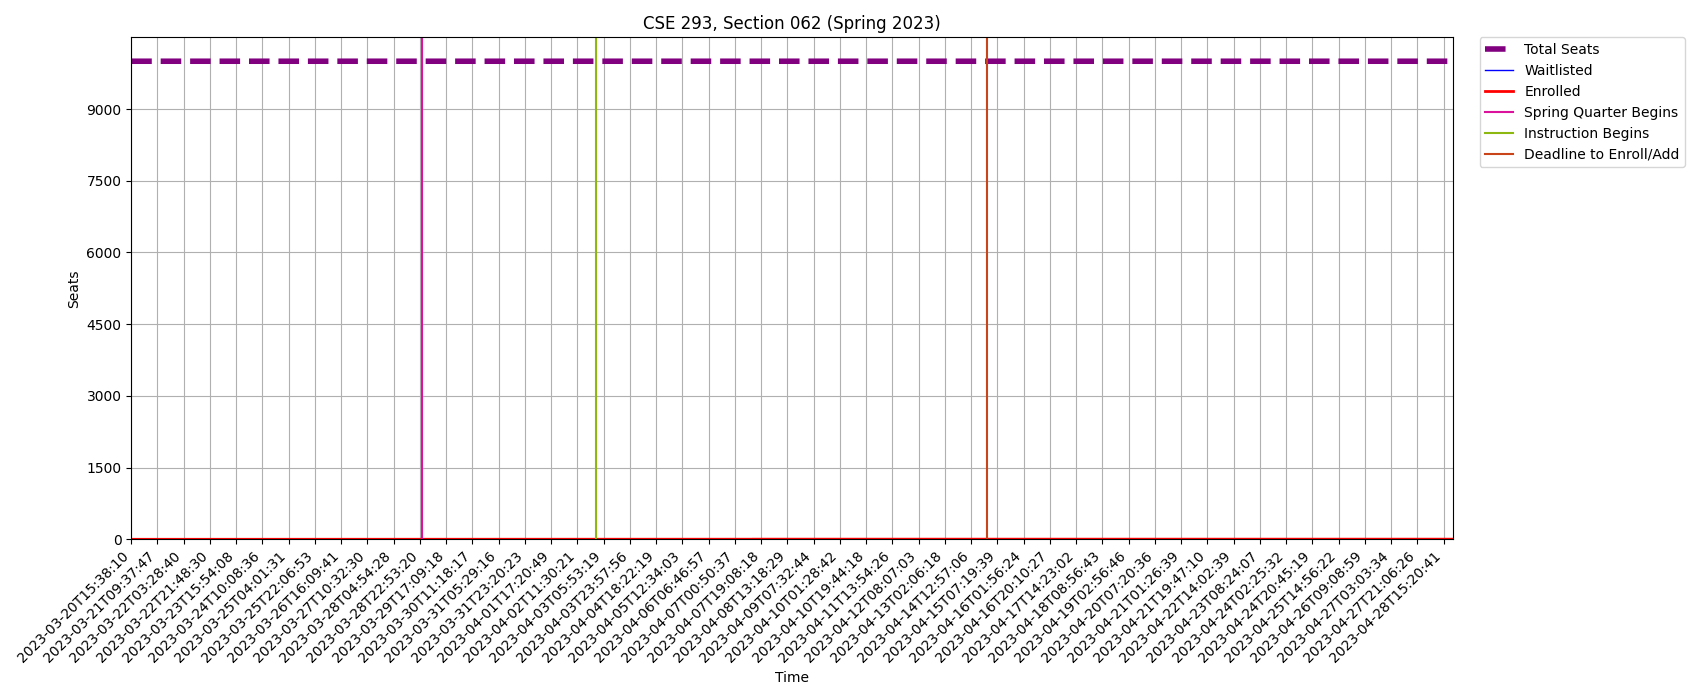 CSE 293, Section 062 (Spring 2023)
Total Seats
Waitlisted
Enrolled
Spring Quarter Begins
Instruction Begins
Deadline to Enroll/Add
Seats
9000
7500
6000
4500
3000
1500
0
2023-03-20T15:38:10
2023-03-21T09:37:47
2023-03-22T03:28:40
2023-03-22T21:48:30
2023-03-23T15:54:08
2023-03-24T10:08:36
2023-03-25T04:01:31
2023-03-25T22:06:53
2023-03-26T16:09:41
2023-03-27T10:32:30
2023-03-28T04:54:28
2023-03-28T22:53:20
2023-03-29T17:09:18
2023-03-30T11:18:17
2023-03-31T05:29:16
2023-03-31T23:20:23
2023-04-01T17:20:49
2023-04-02T11:30:21
2023-04-03T05:53:19
2023-04-03T23:57:56
2023-04-04T18:22:19
2023-04-05T12:34:03
2023-04-06T06:46:57
2023-04-07T00:50:37
2023-04-07T19:08:18
2023-04-08T13:18:29
2023-04-09T07:32:44
2023-04-10T01:28:42
2023-04-10T19:44:18
2023-04-11T13:54:26
2023-04-12T08:07:03
2023-04-13T02:06:18
2023-04-14T12:57:06
2023-04-15T07:19:39
2023-04-16T01:56:24
2023-04-16T20:10:27
2023-04-17T14:23:02
2023-04-18T08:56:43
2023-04-19T02:56:46
2023-04-20T07:20:36
2023-04-21T01:26:39
2023-04-21T19:47:10
2023-04-22T14:02:39
2023-04-23T08:24:07
2023-04-24T02:25:32
2023-04-24T20:45:19
2023-04-25T14:56:22
2023-04-26T09:08:59
2023-04-27T03:03:34
2023-04-27T21:06:26
2023-04-28T15:20:41
Time